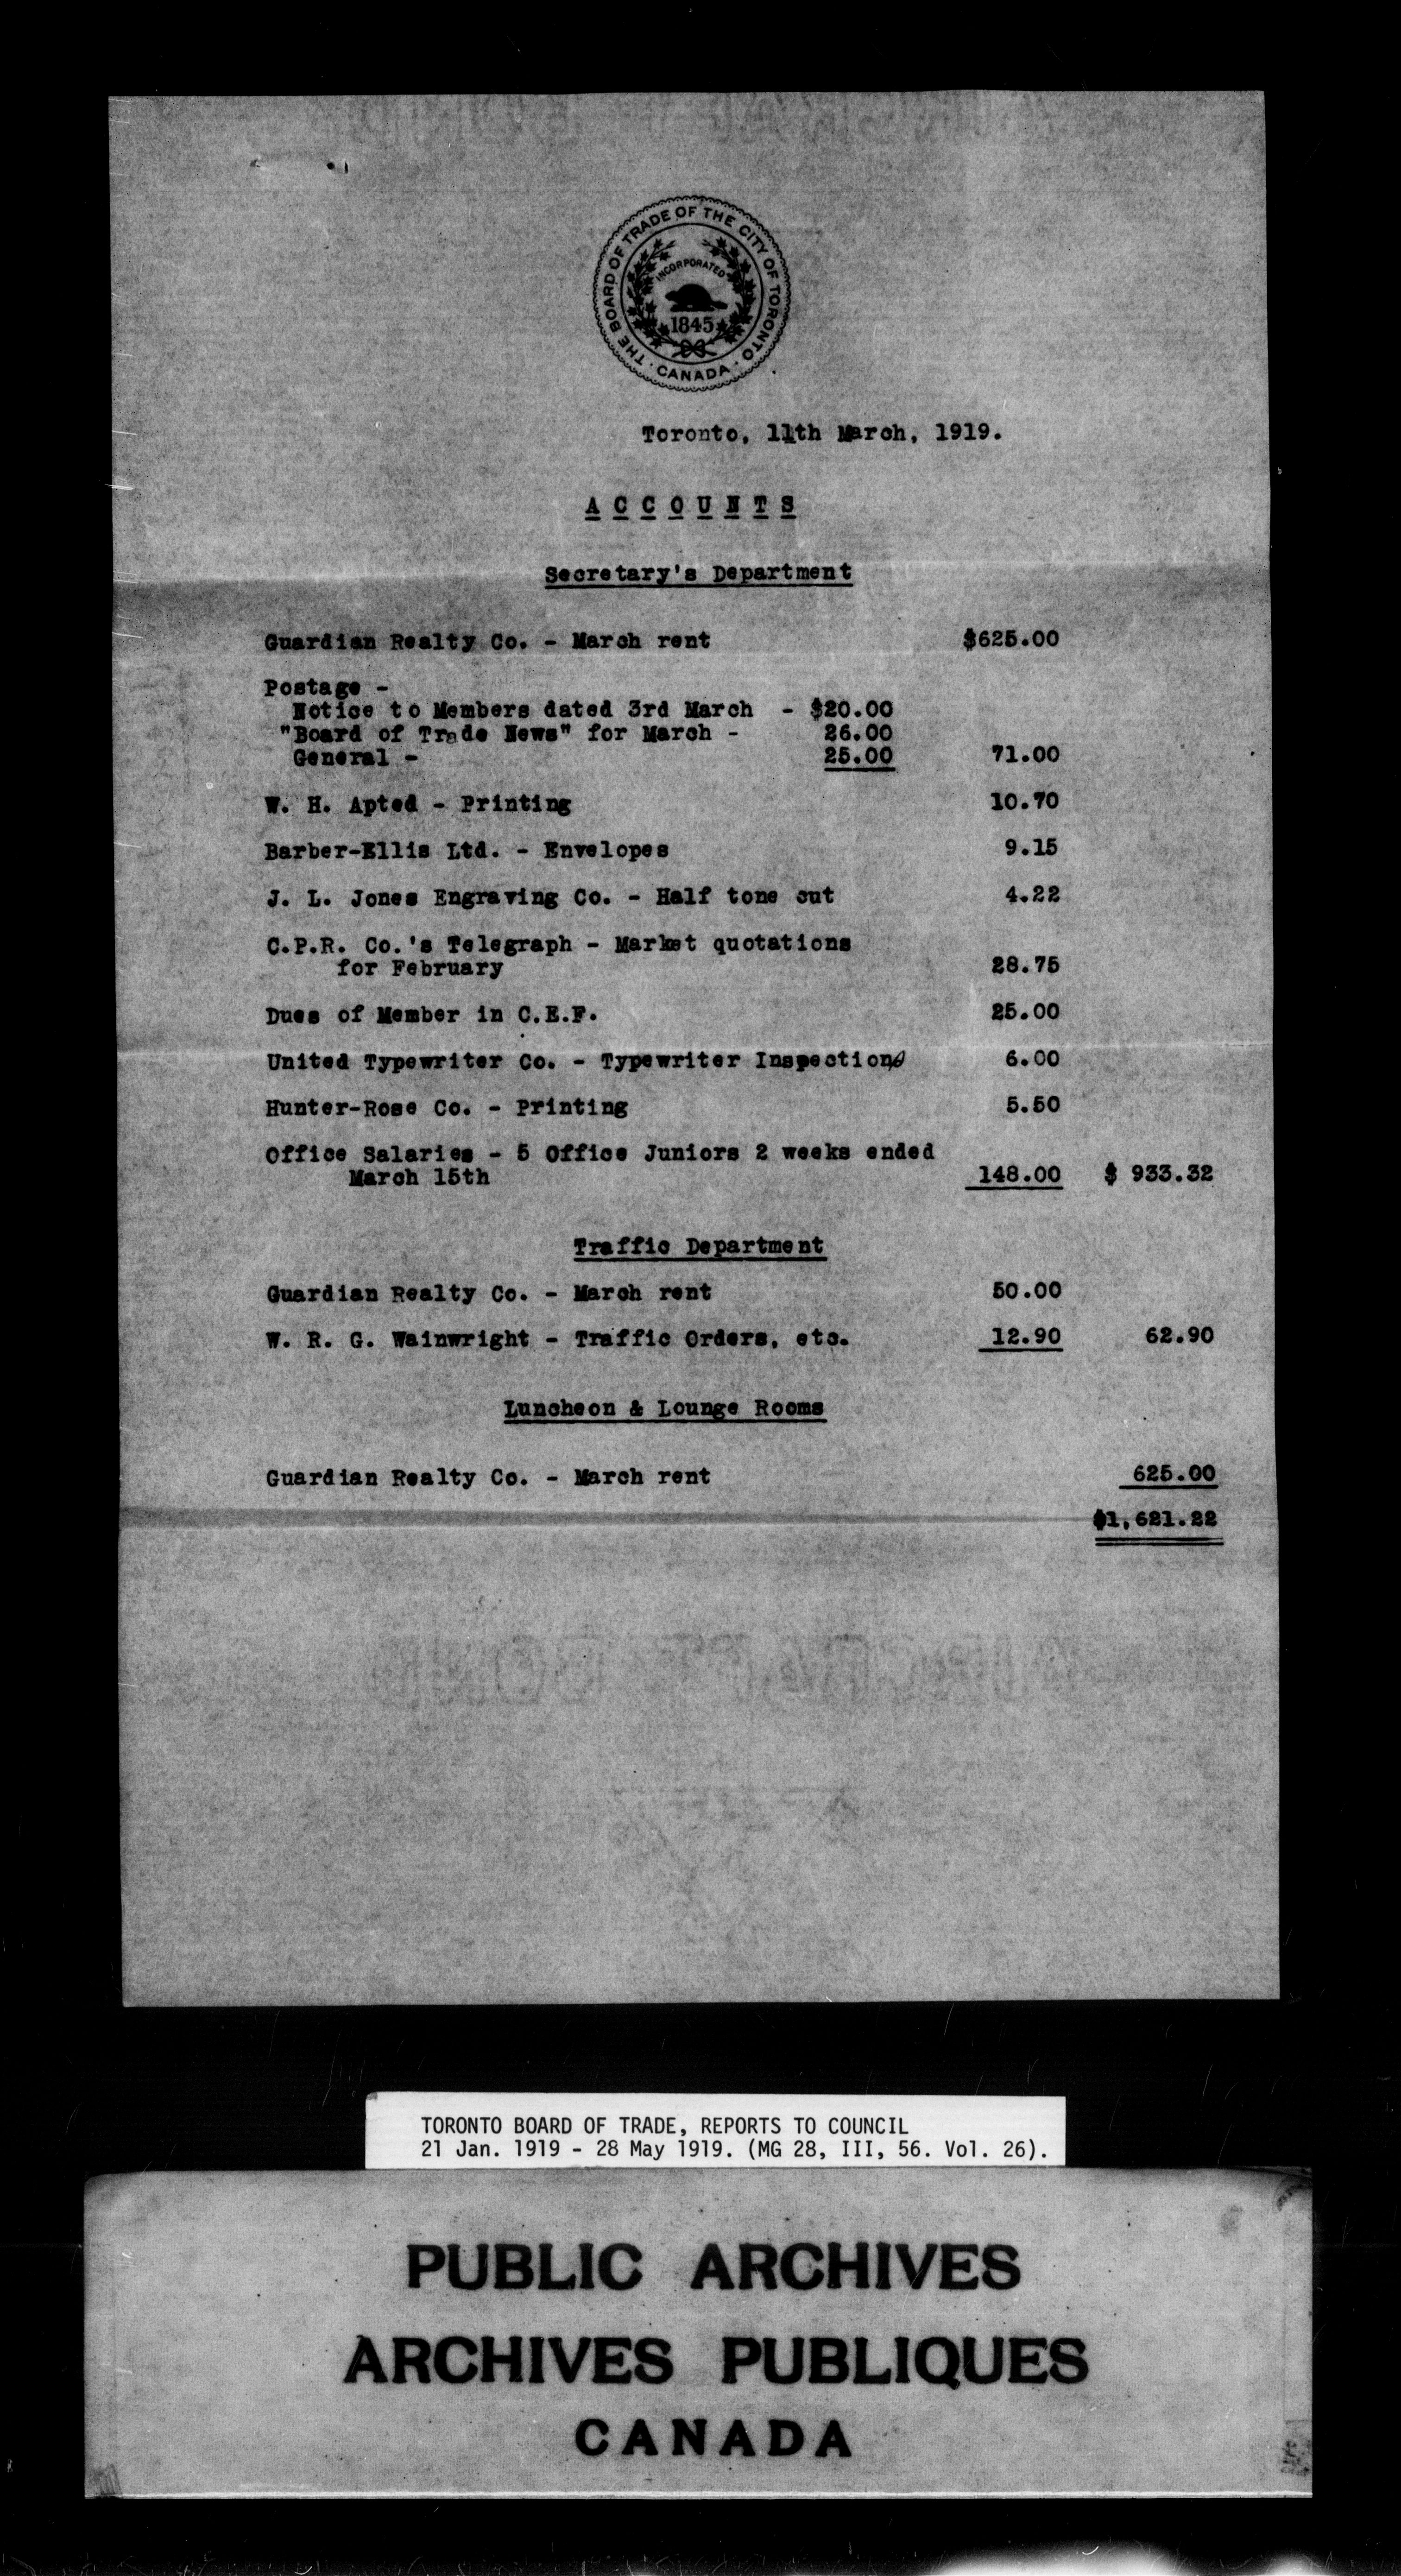 THE BOARD OF TRADE OF THE CITY OF TORONTO · CANADA ·
INCORPORATED
1845
Toronto, 11th March, 1919.
ACCOUNTS
Secretary's Department
Guardian Realty Co. - March rent $625.00
Postage -
Notice to Members dated 3rd March - $20.00
"Board of Trade News" for March - 26.00
General - 25.00 71.00
W. H. Apted - Printing 10.70
Barber-Ellis Ltd. - Envelopes 9.15
J. L. Jones Engraving Co. - Half tone cut 4.22
C.P.R. Co.'s Telegraph - Market quotations
for February 28.75
Dues of Member in C.E.F. 25.00
United Typewriter Co. - Typewriter Inspection 6.00
Hunter-Rose Co. - Printing 5.50
Office Salaries - 5 Office Juniors 2 weeks ended
March 15th 148.00 $ 933.32
Traffic Department
Guardian Realty Co. - March rent 50.00
W. R. G. Wainwright - Traffic Orders, etc. 12.90 62.90
Luncheon & Lounge Rooms
Guardian Realty Co. - March rent 625.00
$1,621.22
TORONTO BOARD OF TRADE, REPORTS TO COUNCIL
21 Jan. 1919 - 28 May 1919. (MG 28, III, 56. Vol. 26).
PUBLIC ARCHIVES
ARCHIVES PUBLIQUES
CANADA